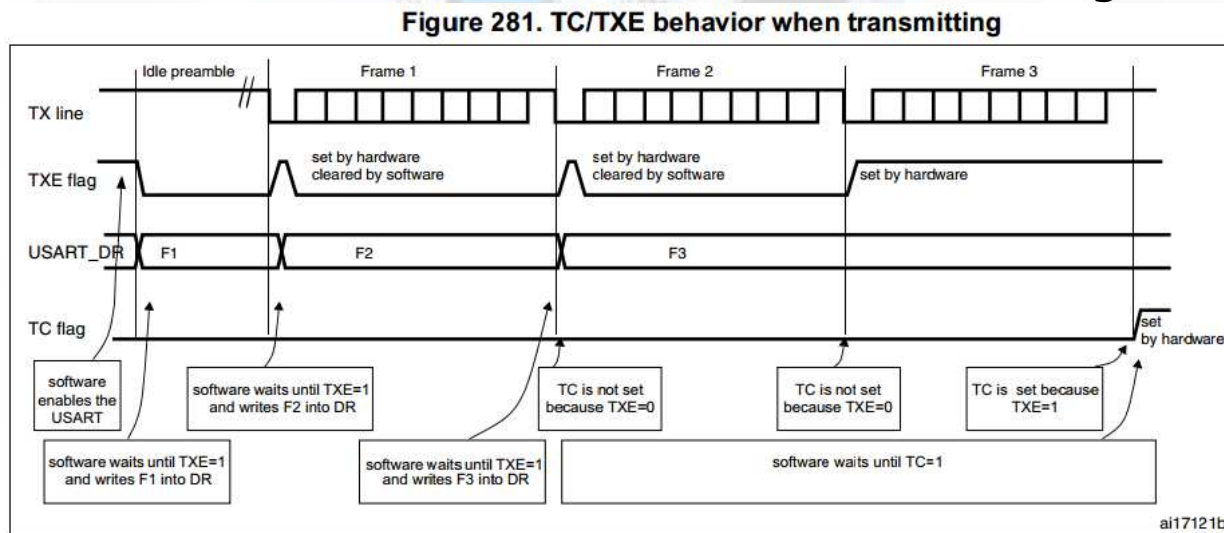 Figure 281. TC/TXE behavior when transmitting
Idle preamble
Frame 1
Frame 2
Frame 3
TX line
TXE flag
set by hardware
cleared by software
set by hardware
cleared by software
set by hardware
USART_DR
F1
F2
F3
TC flag
set
by hardware
software
enables the
USART
software waits until TXE=1
and writes F2 into DR
TC is not set
because TXE=0
TC is not set
because TXE=0
TC is set because
TXE=1
software waits until TXE=1
and writes F1 into DR
software waits until TXE=1
and writes F3 into DR
software waits until TC=1
ai17121b